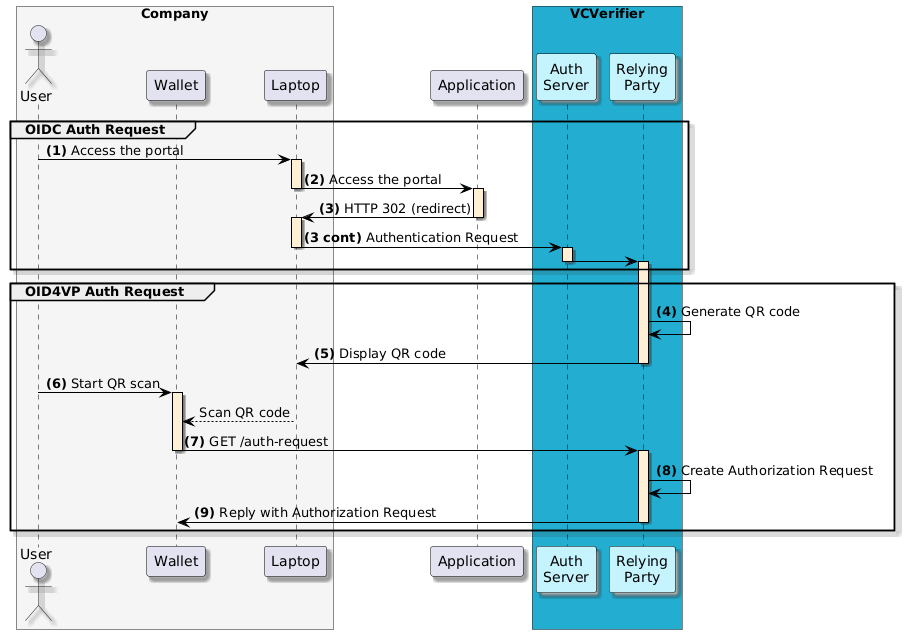 Company
VCVerifier
User
Wallet
Laptop
Application
Auth
Server
Relying
Party
OIDC Auth Request
(1) Access the portal
(2) Access the portal
(3) HTTP 302 (redirect)
(3 cont) Authentication Request
OID4VP Auth Request
(4) Generate QR code
(5) Display QR code
(6) Start QR scan
Scan QR code
(7) GET /auth-request
(8) Create Authorization Request
(9) Reply with Authorization Request
User
Wallet
Laptop
Application
Auth
Server
Relying
Party